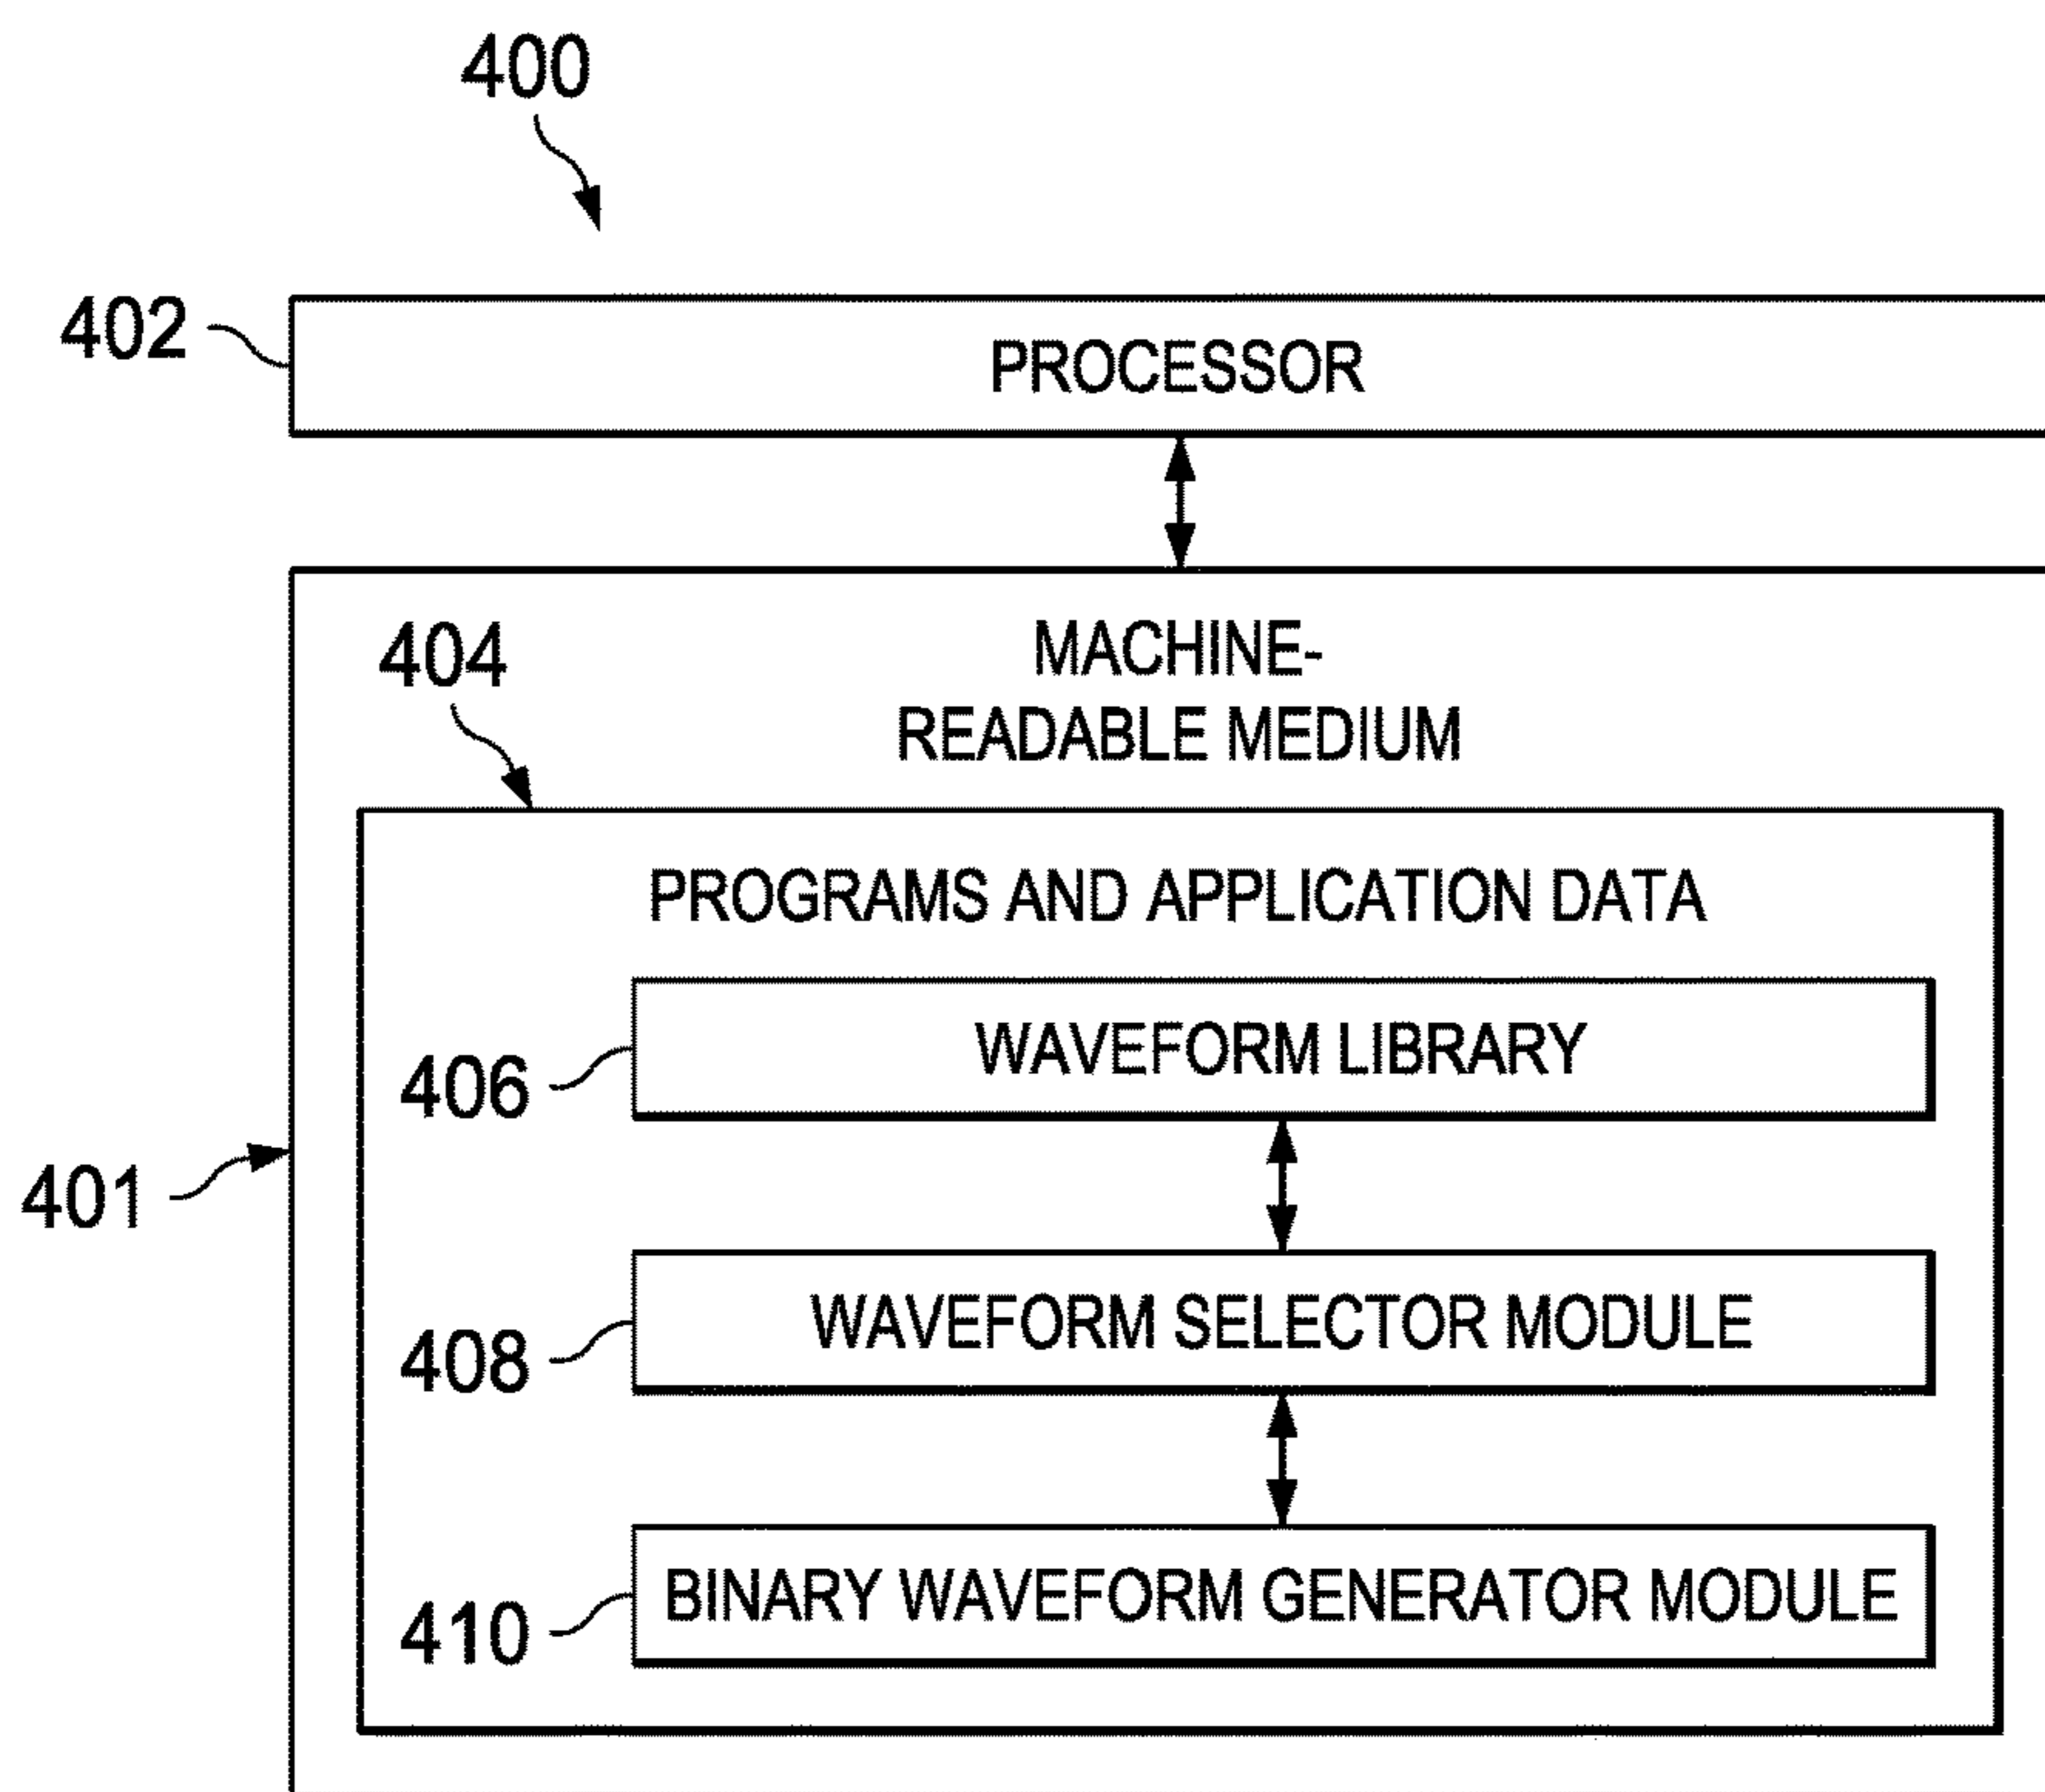 400
402
PROCESSOR
MACHINE-
READABLE MEDIUM
404
PROGRAMS AND APPLICATION DATA
406
WAVEFORM LIBRARY
401
408
WAVEFORM SELECTOR MODULE
410
BINARY WAVEFORM GENERATOR MODULE